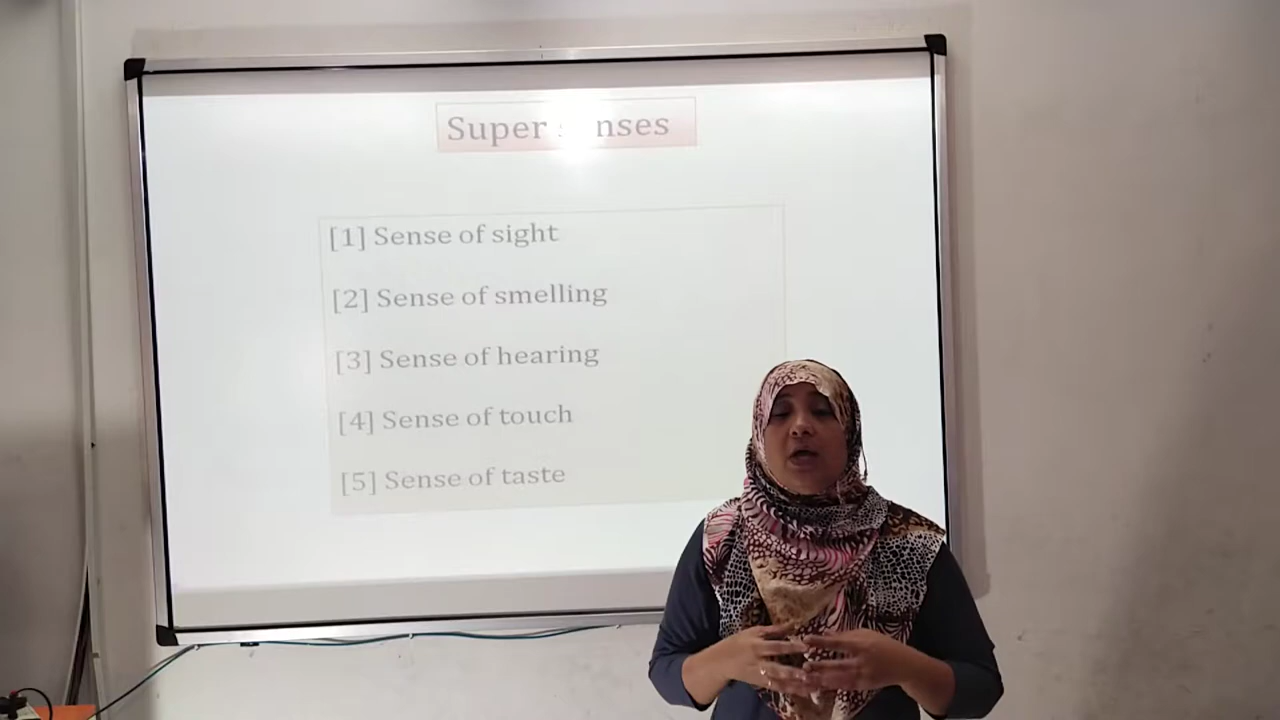 Super senses
[1] Sense of sight
[2] Sense of smelling
[3] Sense of hearing
[4] Sense of touch
[5] Sense of taste